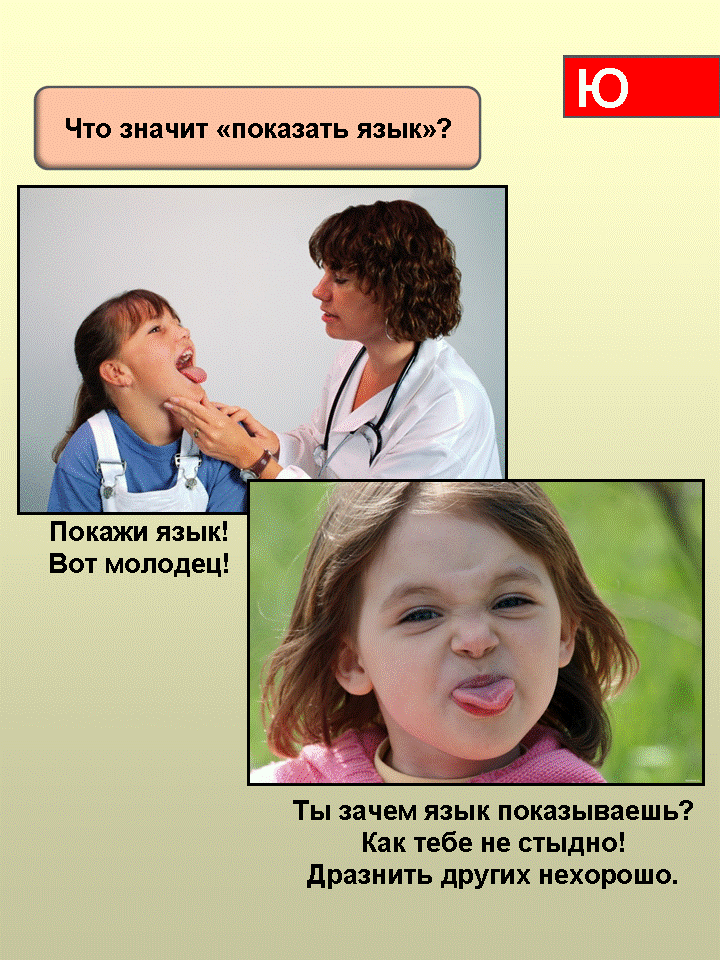 Ю
Что значит «показать язык»?
Покажи язык!
Вот молодец!
Ты зачем язык показываешь?
Как тебе не стыдно!
Дразнить других нехорошо.